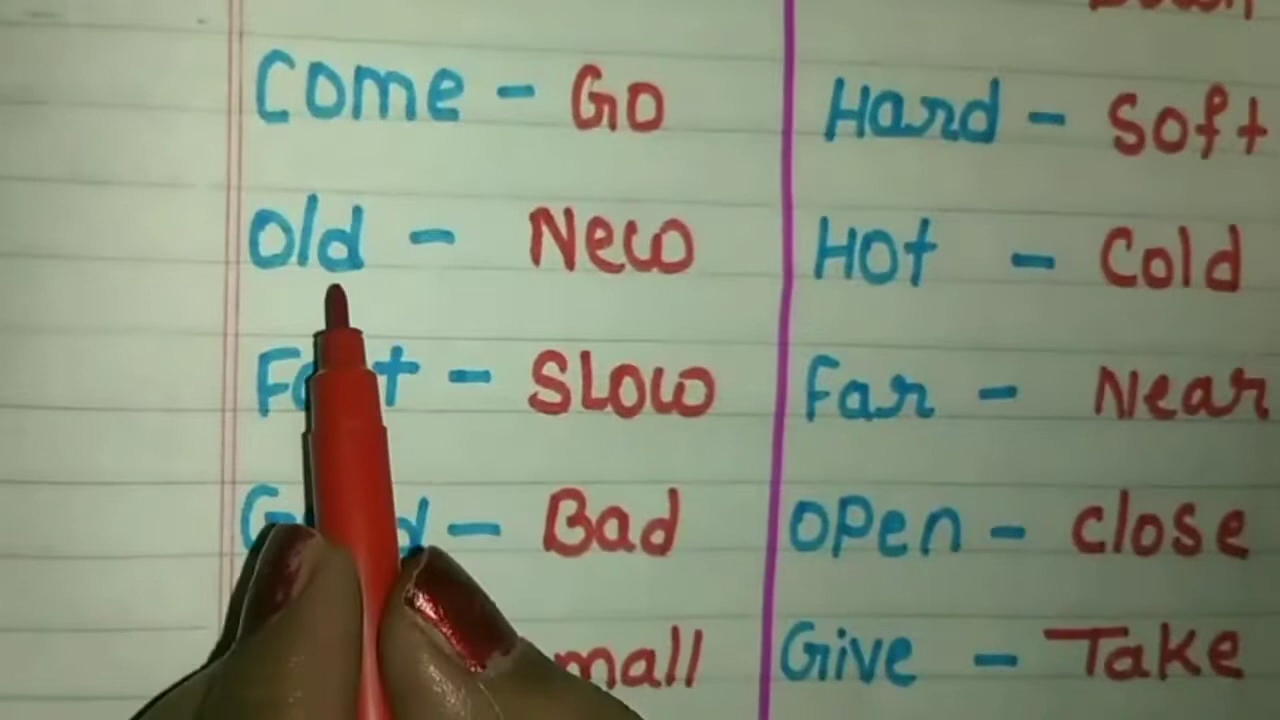 Come - Go
Old - New
- SLow
- Bad
Hard - Soft
Hot - Cold
Far - Near
OPen - close
Give - Take